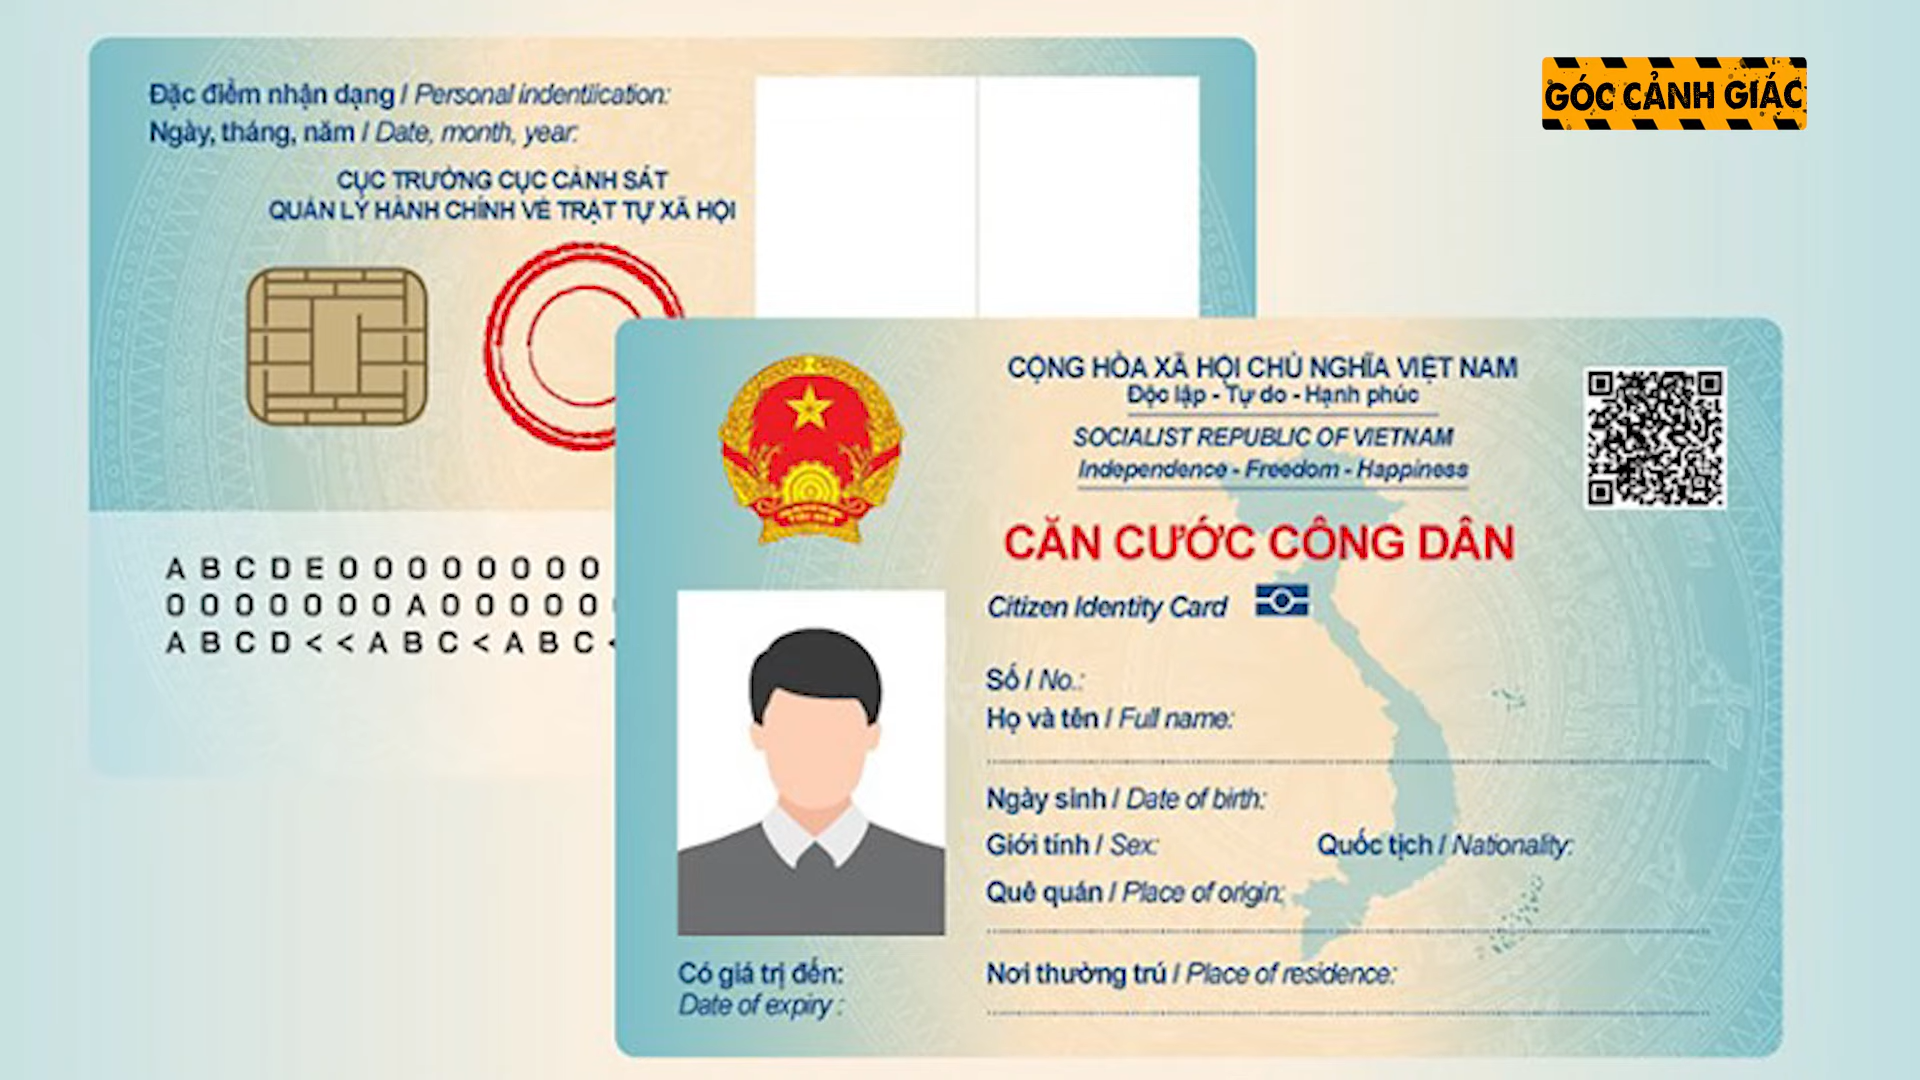 Đặc điểm nhận dạng / Personal indentiication:
Ngày, tháng, năm / Date, month, year:
CỤC TRƯỞNG CỤC CẢNH SÁT
QUẢN LÝ HÀNH CHÍNH VỀ TRẬT TỰ XÃ HỘI
ABCDE00000000
0000000A00000
ABCD<<ABC<ABC<
GÓC CẢNH GIÁC
CỘNG HÒA XÃ HỘI CHỦ NGHĨA VIỆT NAM
Độc lập - Tự do - Hạnh phúc
SOCIALIST REPUBLIC OF VIETNAM
Independence - Freedom - Happiness
CĂN CƯỚC CÔNG DÂN
Citizen Identity Card
Số / No.:
Họ và tên / Full name:
Ngày sinh / Date of birth:
Giới tính / Sex:
Quốc tịch / Nationality:
Quê quán / Place of origin:
Nơi thường trú / Place of residence:
Có giá trị đến:
Date of expiry :